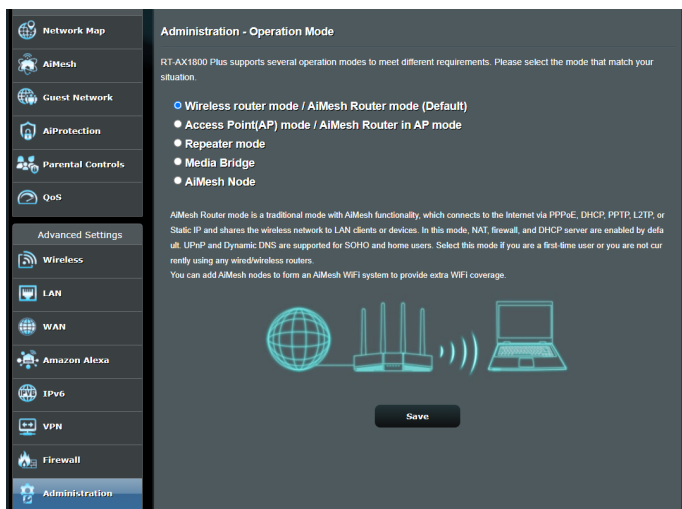 Network Map
AiMesh
Guest Network
AiProtection
Parental Controls
QoS
Advanced Settings
Wireless
LAN
WAN
Amazon Alexa
IPv6
VPN
Firewall
Administration
Administration - Operation Mode
RT-AX1800 Plus supports several operation modes to meet different requirements. Please select the mode that match your
situation.
Wireless router mode / AiMesh Router mode (Default)
Access Point(AP) mode / AiMesh Router in AP mode
Repeater mode
Media Bridge
AiMesh Node
AiMesh Router mode is a traditional mode with AiMesh functionality, which connects to the Internet via PPPoE, DHCP, PPTP, L2TP, or
Static IP and shares the wireless network to LAN clients or devices. In this mode, NAT, firewall, and DHCP server are enabled by defa
ult. UPnP and Dynamic DNS are supported for SOHO and home users. Select this mode if you are a first-time user or you are not cur
rently using any wired/wireless routers.
You can add AiMesh nodes to form an AiMesh WiFi system to provide extra WiFi coverage.
Save